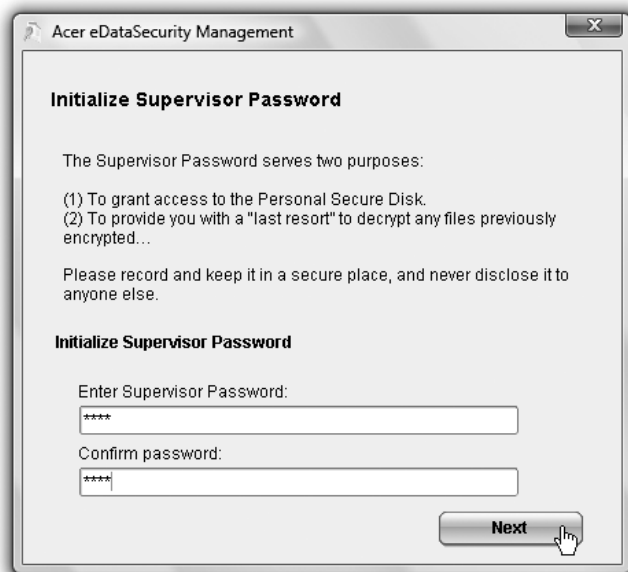 Acer eDataSecurity Management
X
Initialize Supervisor Password
The Supervisor Password serves two purposes:
(1) To grant access to the Personal Secure Disk.
(2) To provide you with a "last resort" to decrypt any files previously
encrypted...
Please record and keep it in a secure place, and never disclose it to
anyone else.
Initialize Supervisor Password
Enter Supervisor Password:
****
Confirm password:
****
Next